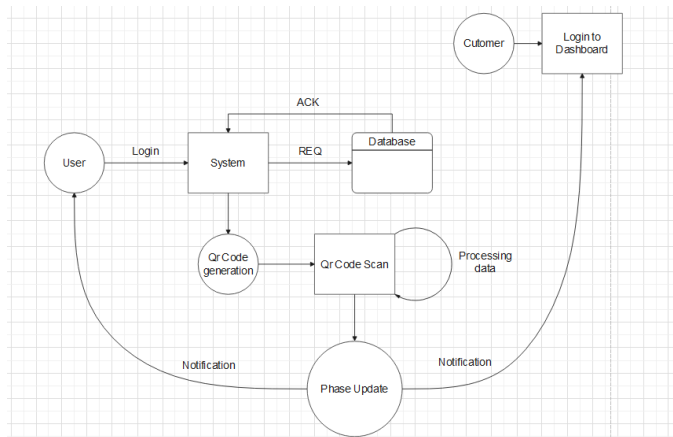 Cutomer
Login to
Dashboard
ACK
User
Login
System
REQ
Database
Qr Code
generation
Qr Code Scan
Processing
data
Notification
Phase Update
Notification